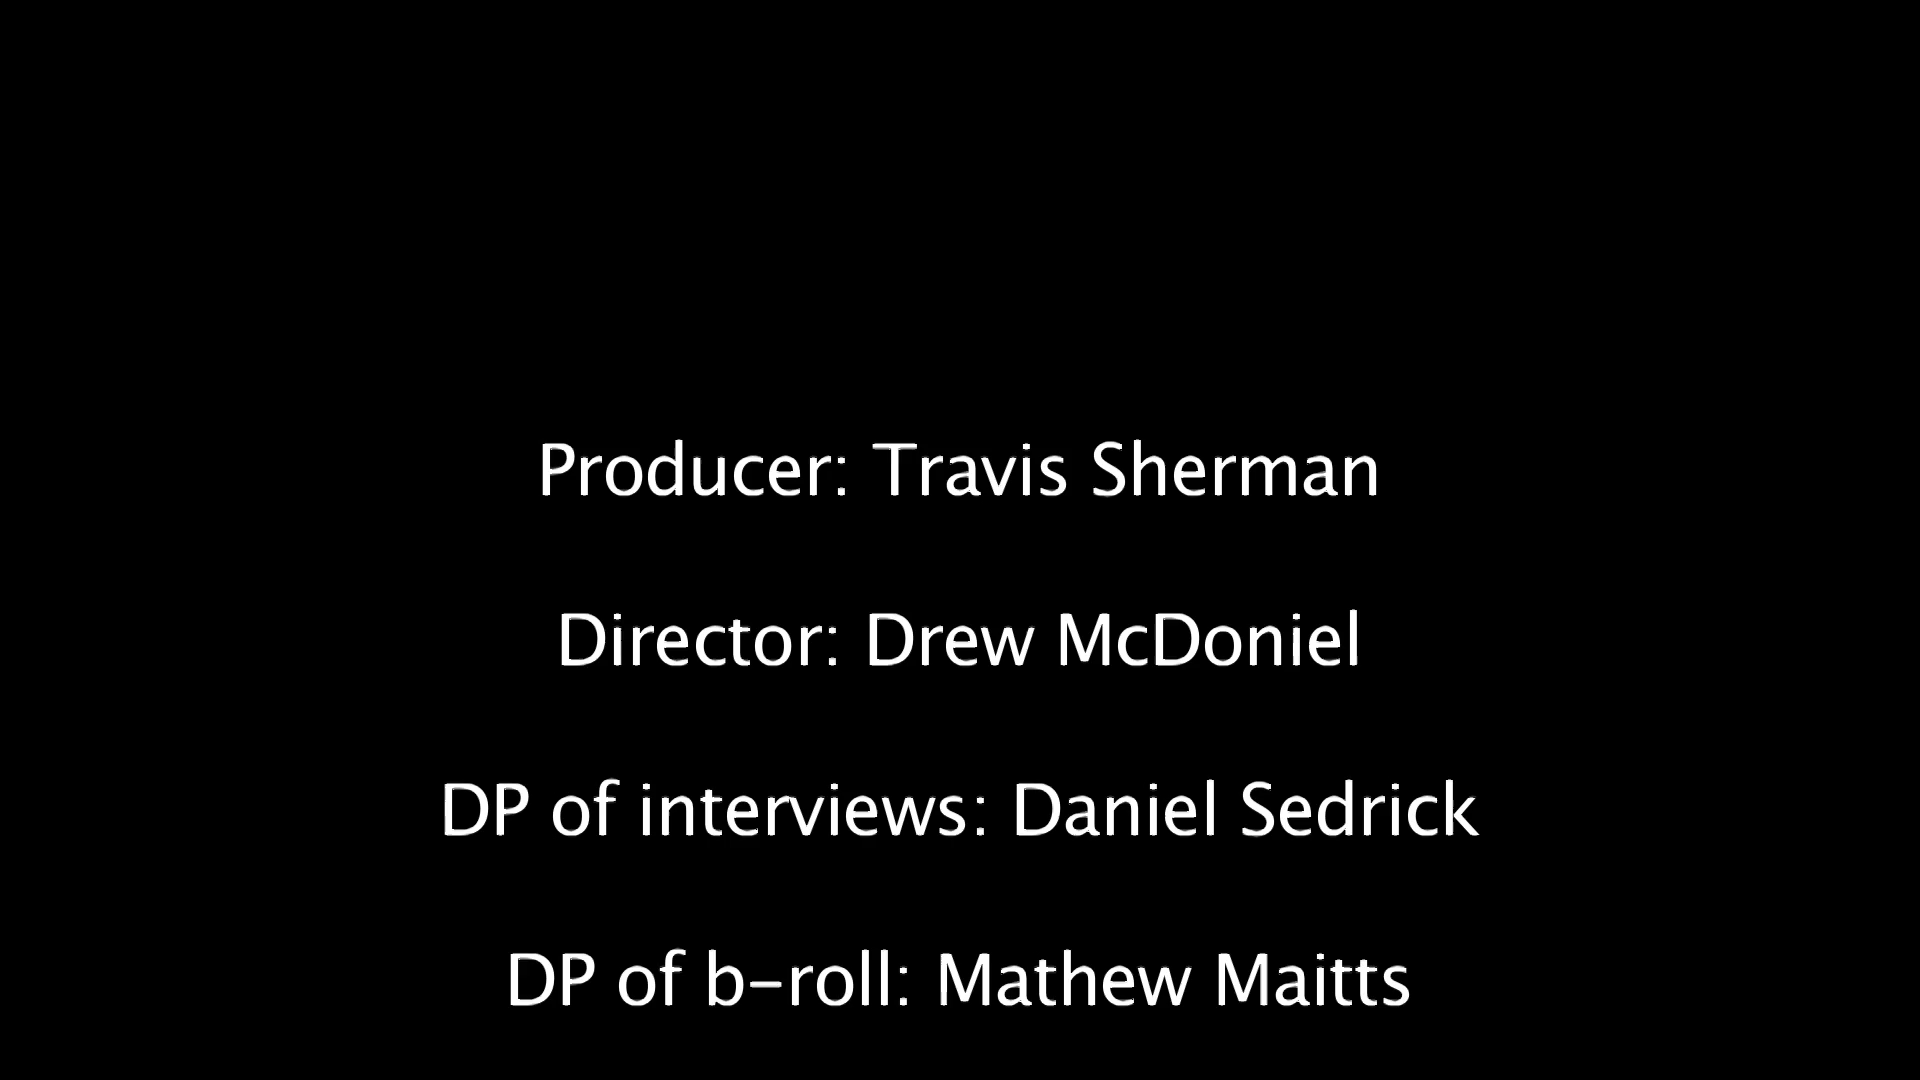 Producer: Travis Sherman
Director: Drew McDoniel
DP of interviews: Daniel Sedrick
DP of b-roll: Mathew Maitts